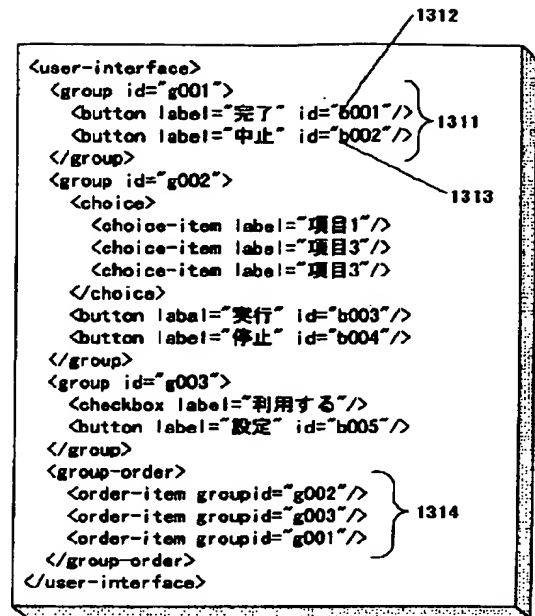 1312
<user-interface>
<group id="g001">
<button label="完了" id="b001"/>
<button label="中止" id="b002"/>
1311
</group>
1313
<group id="g002">
<choice>
<choice-item label="項目1"/>
<choice-item label="項目3"/>
<choice-item label="項目3"/>
</choice>
<button label="実行" id="b003"/>
<button label="停止" id="b004"/>
</group>
<group id="g003">
<checkbox label="利用する"/>
<button label="設定" id="b005"/>
</group>
<group-order>
<order-item groupid="g002"/>
<order-item groupid="g003"/>
1314
<order-item groupid="g001"/>
</group-order>
</user-interface>